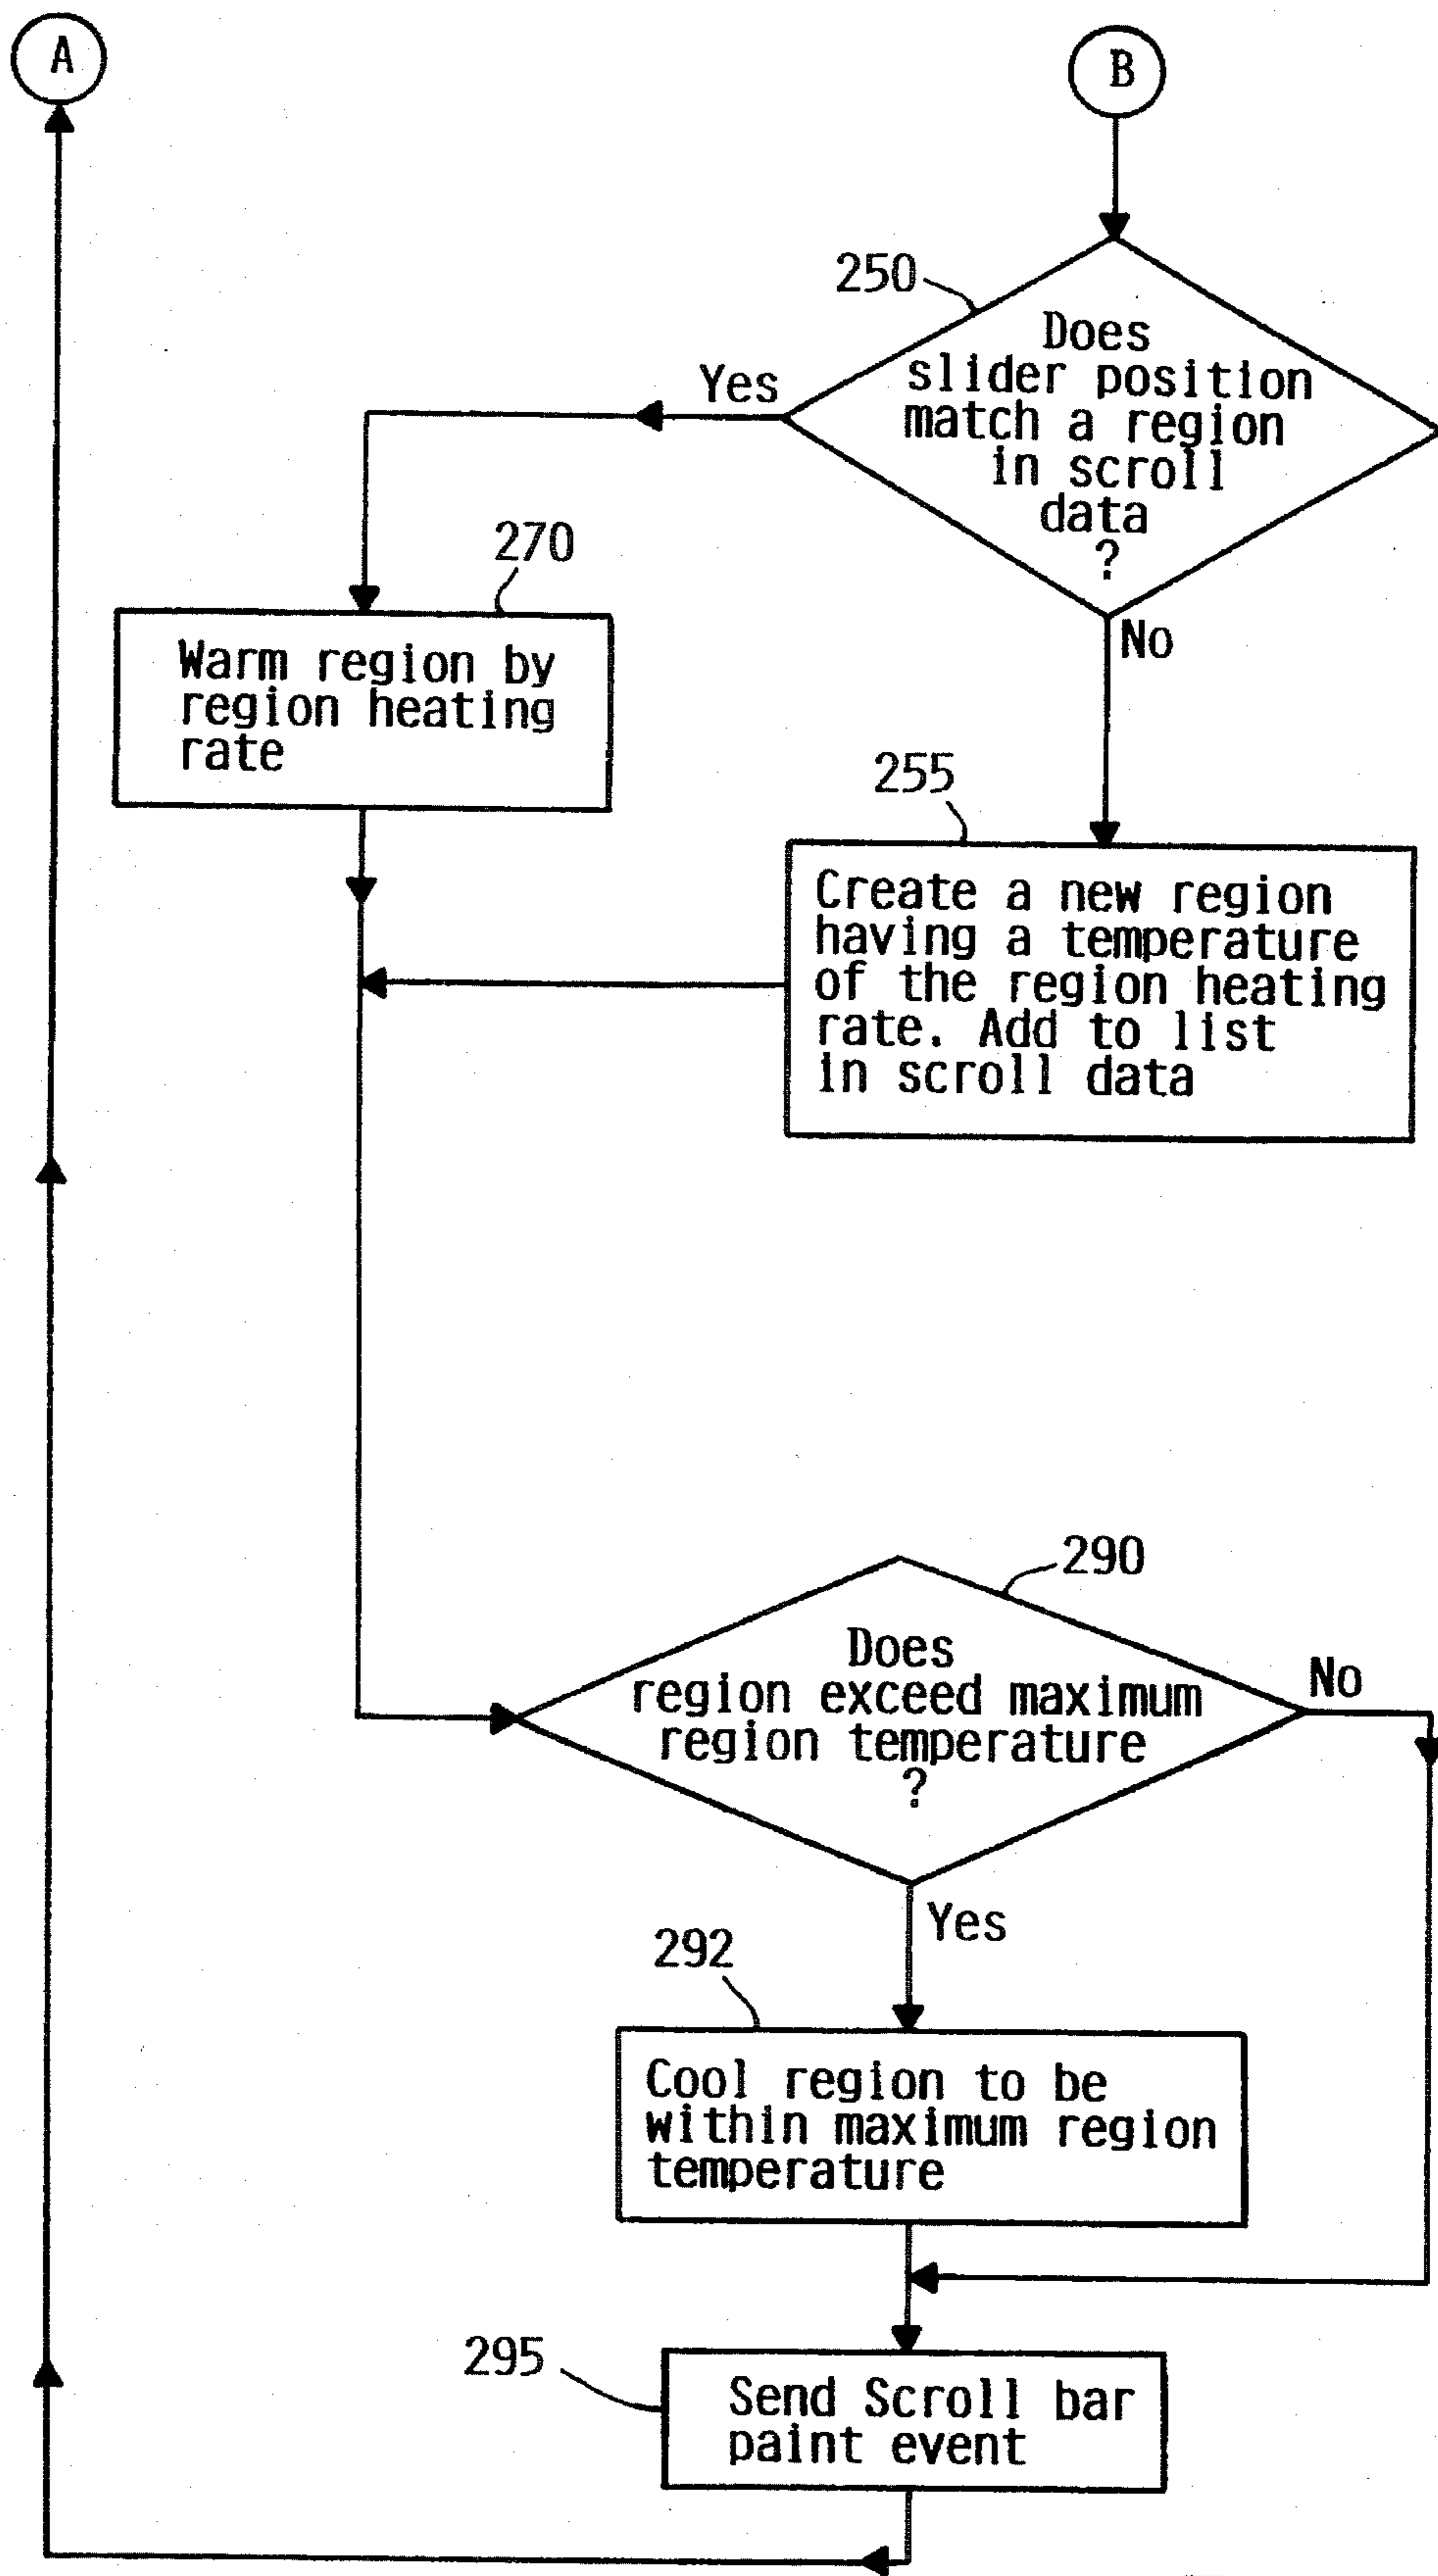 A
B
250
Does
slider position
match a region
in scroll
data
?
Yes
No
270
Warm region by
region heating
rate
255
Create a new region
having a temperature
of the region heating
rate. Add to list
in scroll data
290
Does
region exceed maximum
region temperature
?
No
Yes
292
Cool region to be
within maximum region
temperature
295
Send Scroll bar
paint event